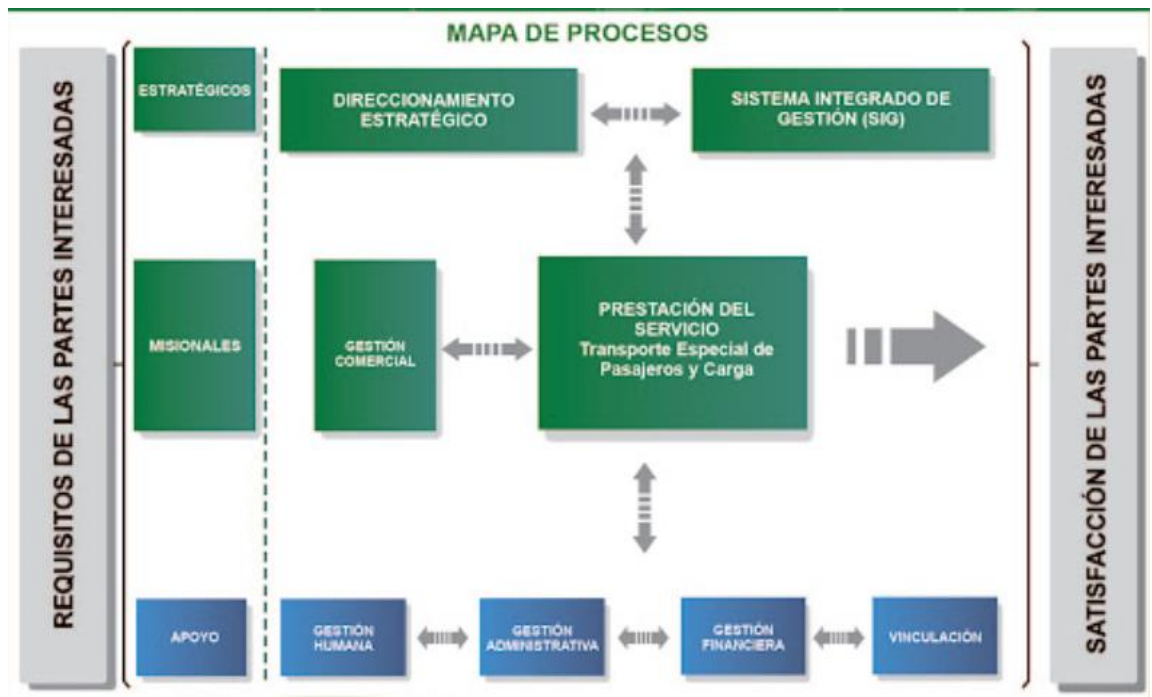 MAPA DE PROCESOS
REQUISITOS DE LAS PARTES INTERESADAS
ESTRATÉGICOS
DIRECCIONAMIENTO
ESTRATÉGICO
SISTEMA INTEGRADO DE
GESTIÓN (SIG)
MISIONALES
GESTIÓN
COMERCIAL
PRESTACIÓN DEL
SERVICIO
Transporte Especial de
Pasajeros y Carga
APOYO
GESTIÓN
HUMANA
GESTIÓN
ADMINISTRATIVA
GESTIÓN
FINANCIERA
VINCULACIÓN
SATISFACCIÓN DE LAS PARTES INTERESADAS